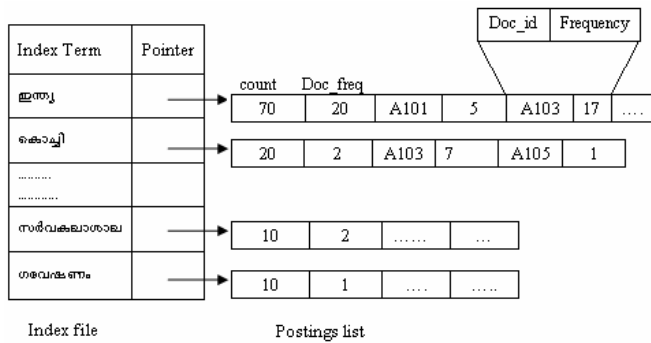 Doc_id Frequency
Index Term Pointer
count Doc_freq
ഇന്ത്യ 70 20 A101 5 A103 17 ....
കൊച്ചി 20 2 A103 7 A105 1
..........
............
സർവകലാശാല 10 2 ...... ...
ഗവേഷണം 10 1 .... .....
Index file Postings list